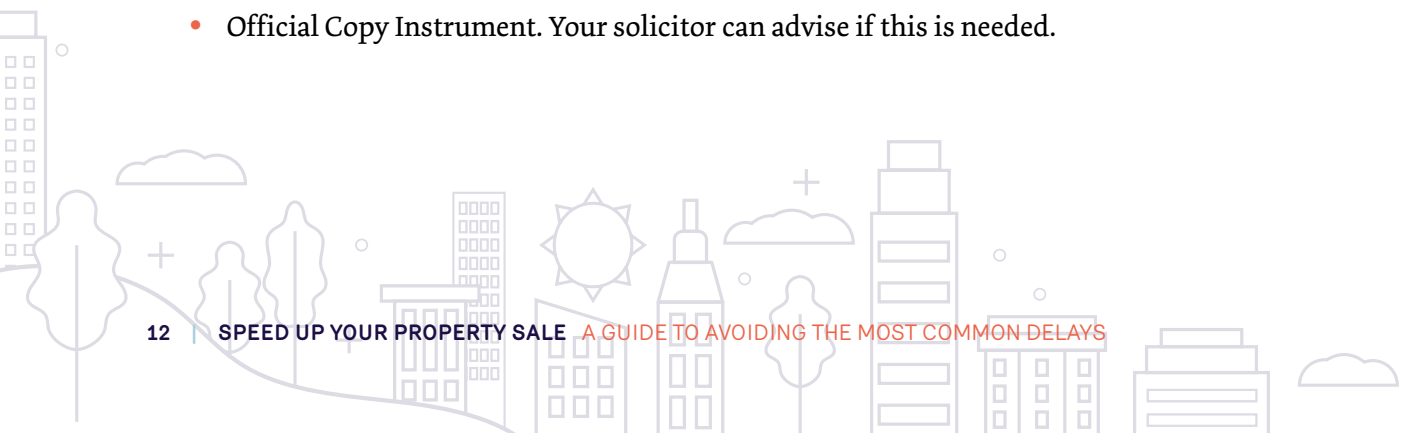 • Official Copy Instrument. Your solicitor can advise if this is needed.
12 | SPEED UP YOUR PROPERTY SALE A GUIDE TO AVOIDING THE MOST COMMON DELAYS